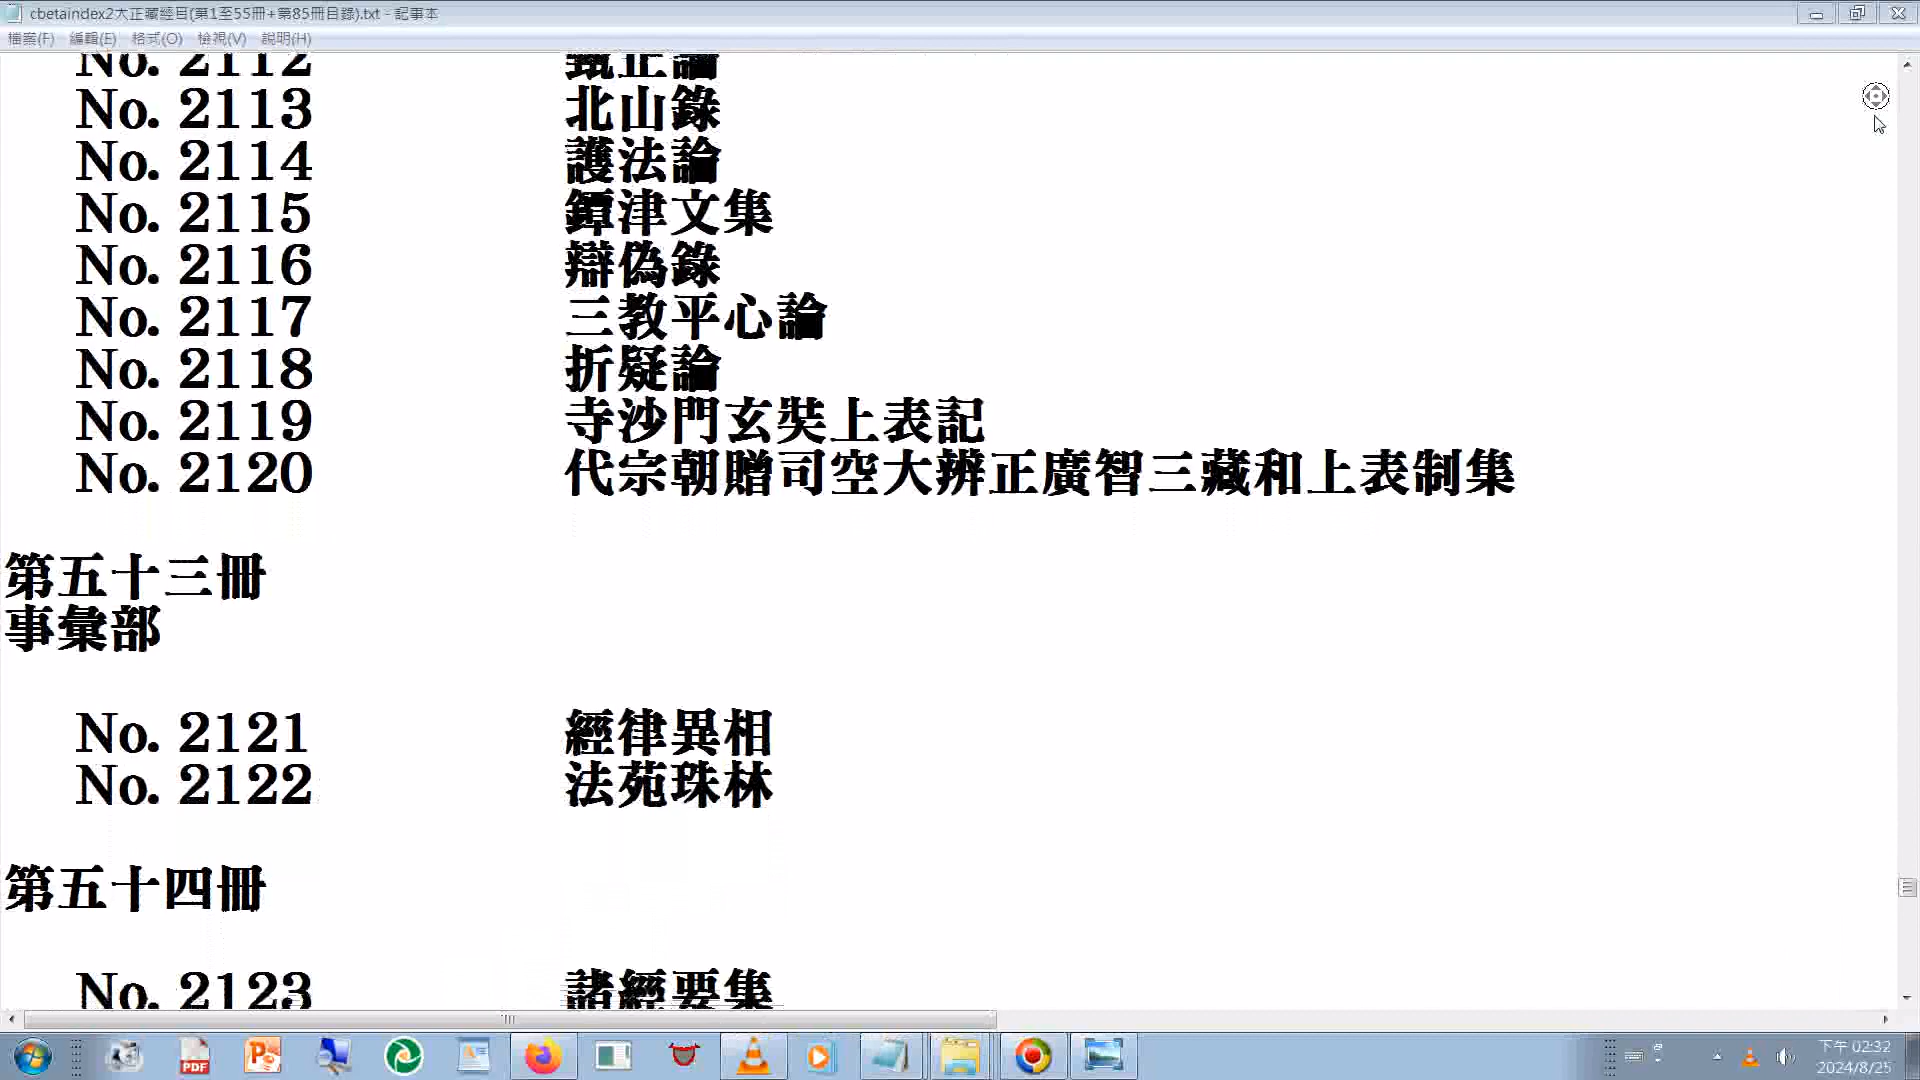 cbetaindex2大正藏經目(第1至55冊+第85冊目錄).txt - 記事本
檔案(F) 編輯(E) 格式(O) 檢視(V) 說明(H)
No. 2112 甄正論
No. 2113 北山錄
No. 2114 護法論
No. 2115 鐔津文集
No. 2116 辯偽錄
No. 2117 三教平心論
No. 2118 折疑論
No. 2119 寺沙門玄奘上表記
No. 2120 代宗朝贈司空大辨正廣智三藏和上表制集
第五十三冊
事彙部
No. 2121 經律異相
No. 2122 法苑珠林
第五十四冊
No. 2123 諸經要集
PDF
下午 02:32
2024/8/25